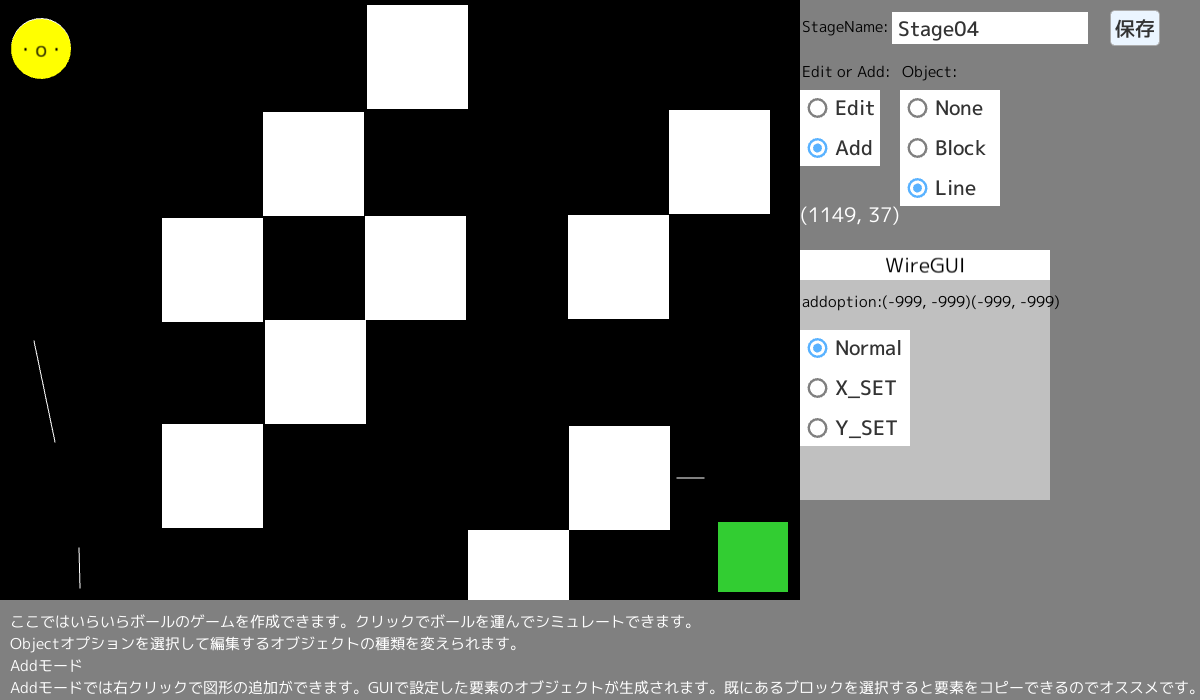 ・o・
StageName:
Stage04
保存
Edit or Add:
Object:
Edit
Add
None
Block
Line
(1149, 37)
WireGUI
addoption:(-999, -999)(-999, -999)
Normal
X_SET
Y_SET
ここではいらいらボールのゲームを作成できます。クリックでボールを運んでシミュレートできます。
Objectオプションを選択して編集するオブジェクトの種類を変えられます。
Addモード
Addモードでは右クリックで図形の追加ができます。GUIで設定した要素のオブジェクトが生成されます。既にあるブロックを選択すると要素をコピーできるのでオススメです。